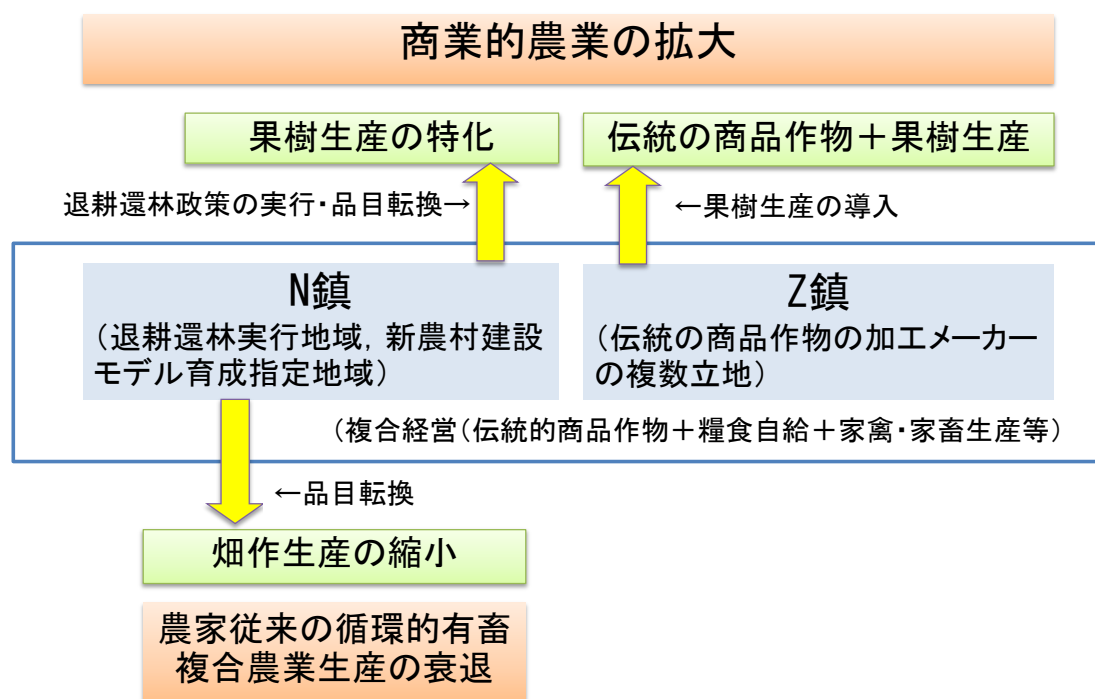 商業的農業の拡大
果樹生産の特化
伝統の商品作物+果樹生産
退耕還林政策の実行・品目転換→
←果樹生産の導入
N鎮
(退耕還林実行地域,新農村建設
モデル育成指定地域)
Z鎮
(伝統の商品作物の加工メーカー
の複数立地)
(複合経営(伝統的商品作物+糧食自給+家禽・家畜生産等)
←品目転換
畑作生産の縮小
農家従来の循環的有畜
複合農業生産の衰退